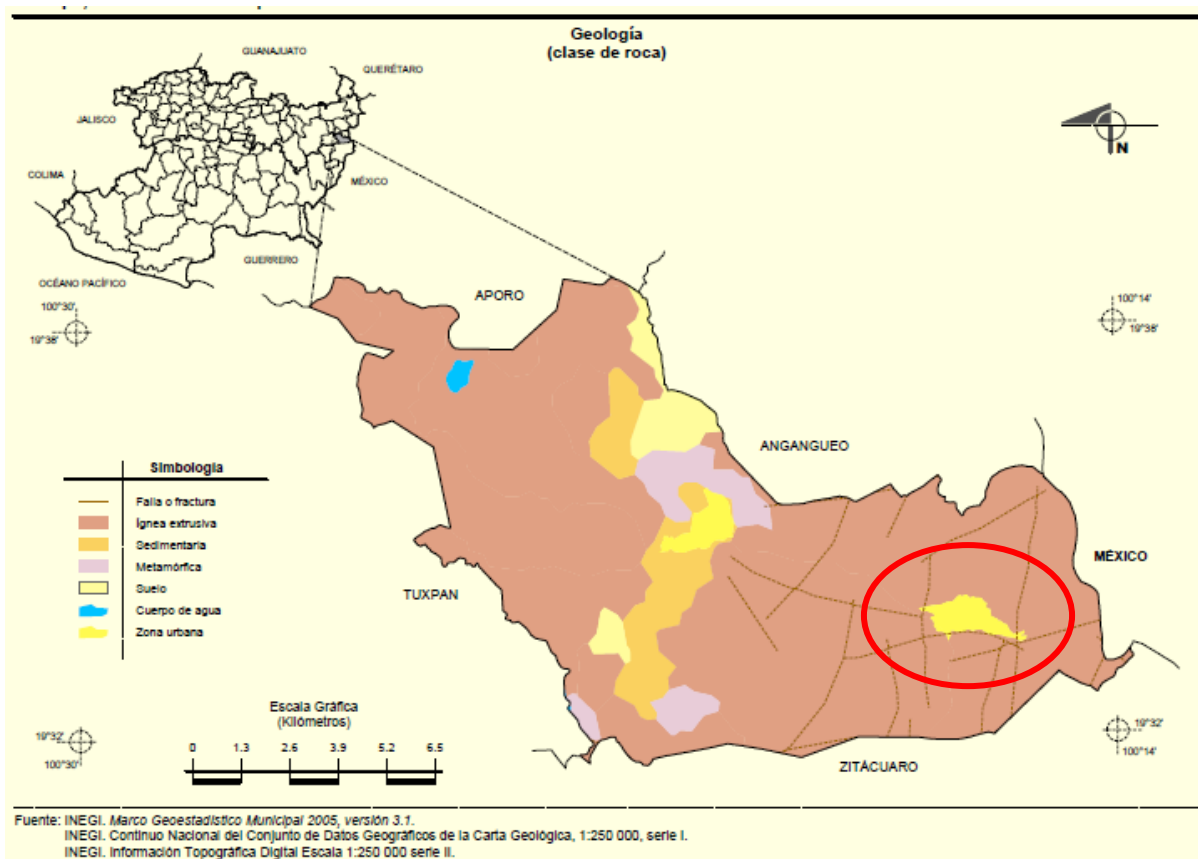 Geología
(clase de roca)
GUANAJUATO
QUERÉTARO
JALISCO
COLIMA
MÉXICO
GUERRERO
OCÉANO PACÍFICO
N
100°30'
19°38'
100°14'
19°38'
APORO
ANGANGUEO
MÉXICO
TUXPAN
ZITÁCUARO
Simbología
Falla o fractura
Ígnea extrusiva
Sedimentaria
Metamórfica
Suelo
Cuerpo de agua
Zona urbana
Escala Gráfica
(Kilómetros)
0 1.3 2.6 3.9 5.2 6.5
19°32'
100°30'
19°32'
100°14'
Fuente: INEGI. Marco Geoestadístico Municipal 2005, versión 3.1.
INEGI. Continuo Nacional del Conjunto de Datos Geográficos de la Carta Geológica, 1:250 000, serie I.
INEGI. Información Topográfica Digital Escala 1:250 000 serie II.